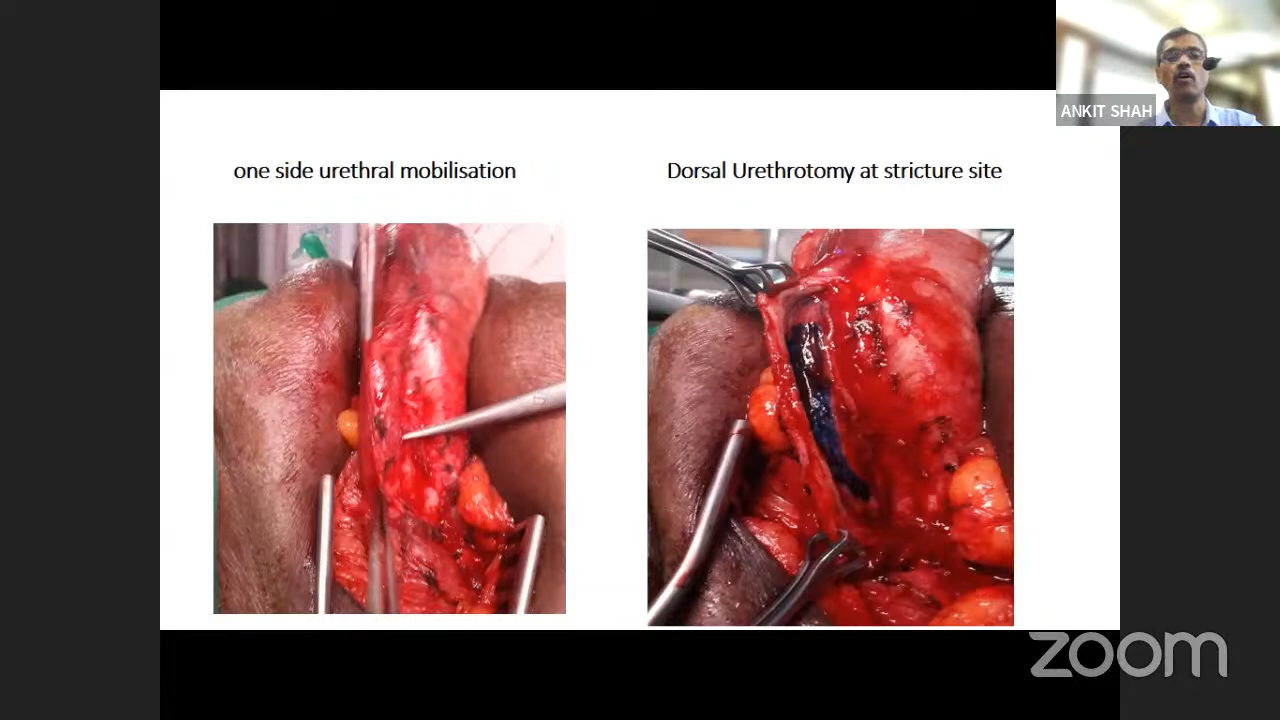 ANKIT SHAH
one side urethral mobilisation
Dorsal Urethrotomy at stricture site
zoom